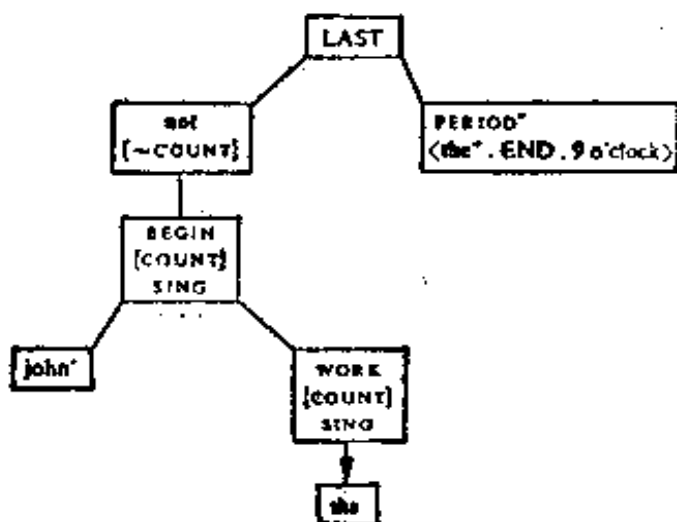 LAST
not
[~COUNT]
PERIOD"
<the". END. 9 o'clock>
BEGIN
[COUNT]
SING
john"
WORK
[COUNT]
SING
the